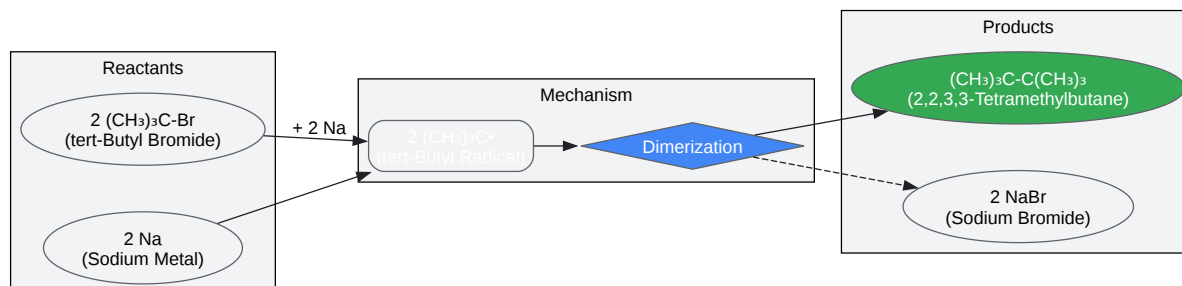 Reactants
2 (CH₃)₃C-Br
(tert-Butyl Bromide)
2 Na
(Sodium Metal)
+ 2 Na
Mechanism
2 (CH₃)₃C•
(tert-Butyl Radical)
Dimerization
Products
(CH₃)₃C-C(CH₃)₃
(2,2,3,3-Tetramethylbutane)
2 NaBr
(Sodium Bromide)